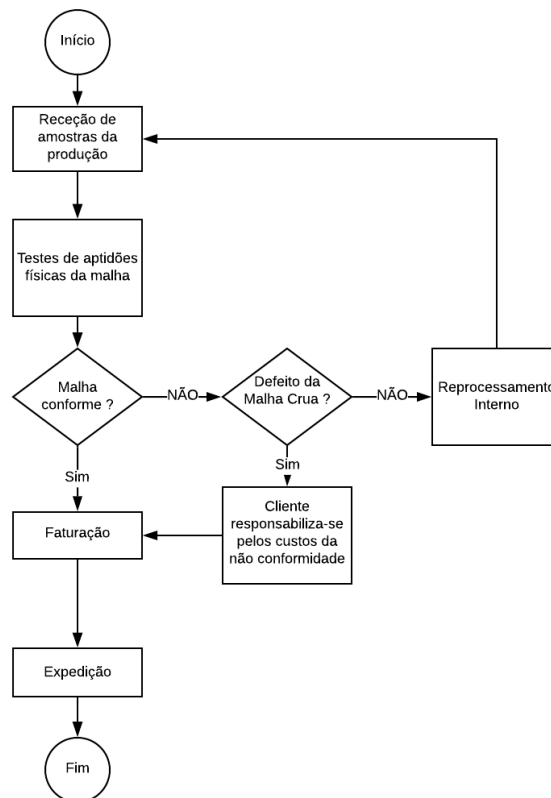 Início
Receção de
amostras da
produção
Testes de aptidões
físicas da malha
Malha
conforme ?
NÃO
Defeito da
Malha Crua ?
NÃO
Reprocessamento
Interno
Sim
Sim
Cliente
responsabiliza-se
pelos custos da
não conformidade
Faturação
Expedição
Fim